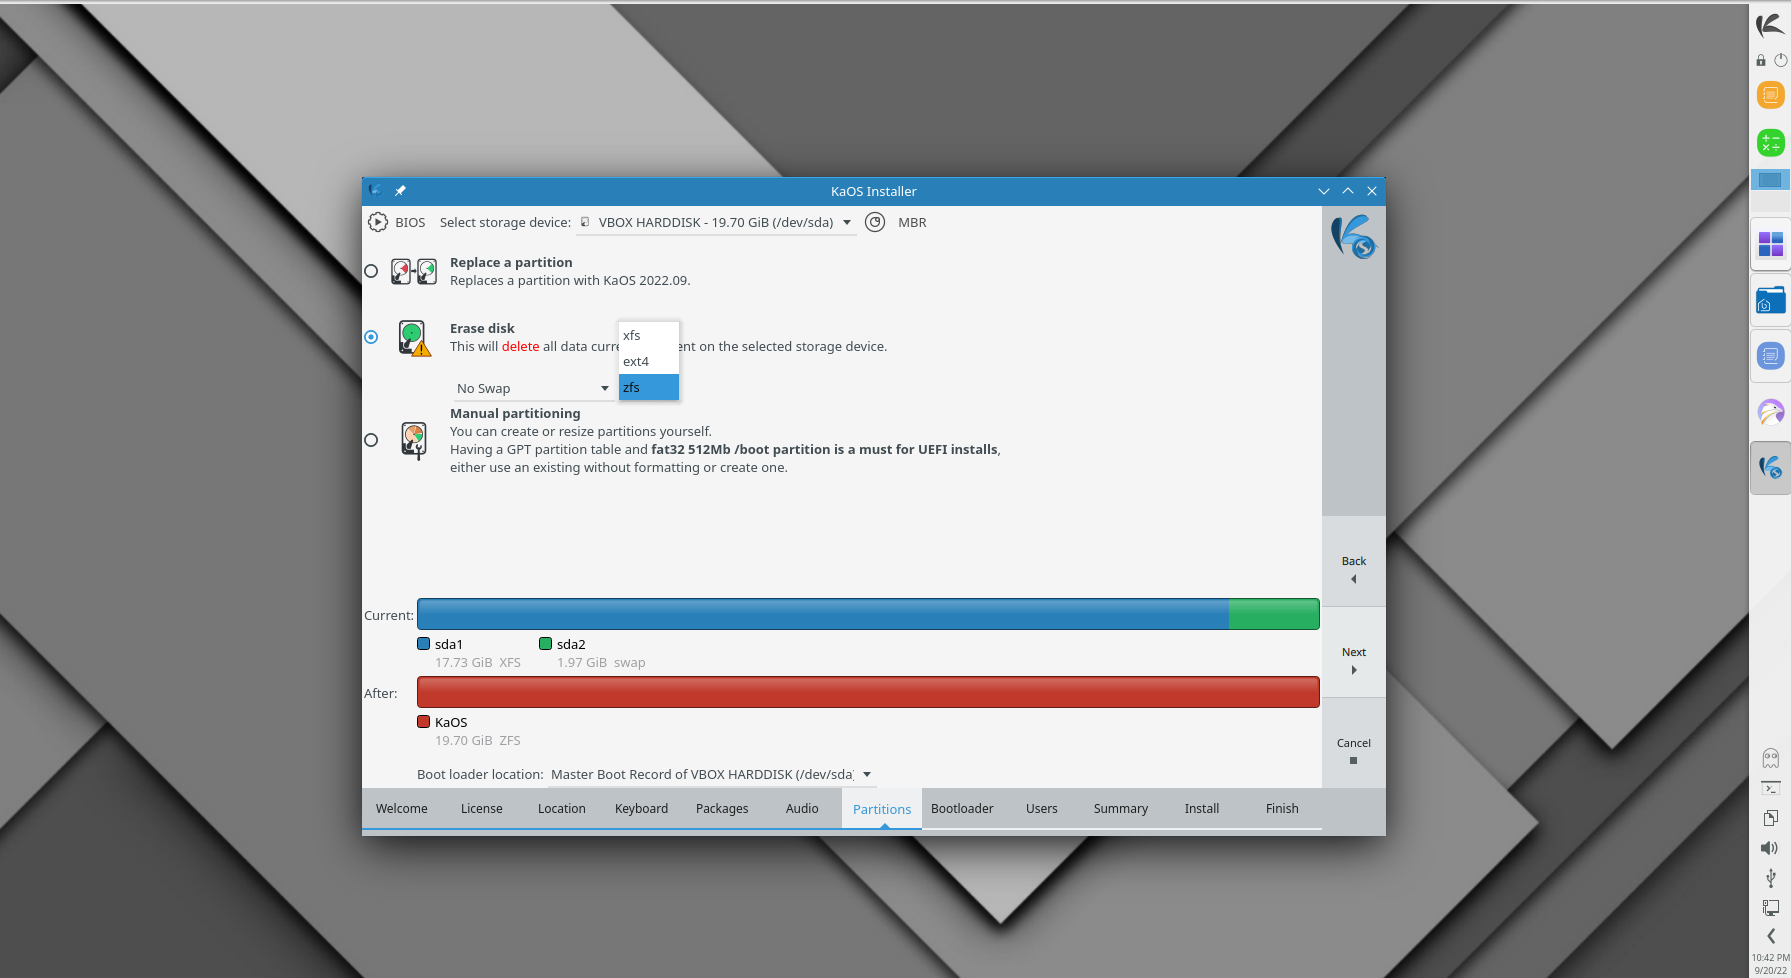 KaOS Installer
BIOS Select storage device: VBOX HARDDISK - 19.70 GiB (/dev/sda) MBR
Replace a partition
Replaces a partition with KaOS 2022.09.
Erase disk
This will delete all data curre ent on the selected storage device.
xfs
ext4
zfs
No Swap
Manual partitioning
You can create or resize partitions yourself.
Having a GPT partition table and fat32 512Mb /boot partition is a must for UEFI installs,
either use an existing without formatting or create one.
Back
Next
Cancel
Current:
sda1 sda2
17.73 GiB XFS 1.97 GiB swap
After:
KaOS
19.70 GiB ZFS
Boot loader location: Master Boot Record of VBOX HARDDISK (/dev/sda)
Welcome License Location Keyboard Packages Audio Partitions Bootloader Users Summary Install Finish
10:42 PM
9/20/22